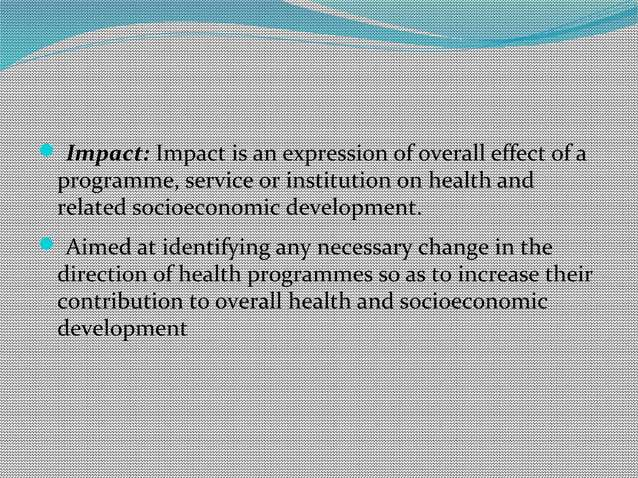 Impact: Impact is an expression of overall effect of a
programme, service or institution on health and
related socioeconomic development.
Aimed at identifying any necessary change in the
direction of health programmes so as to increase their
contribution to overall health and socioeconomic
development